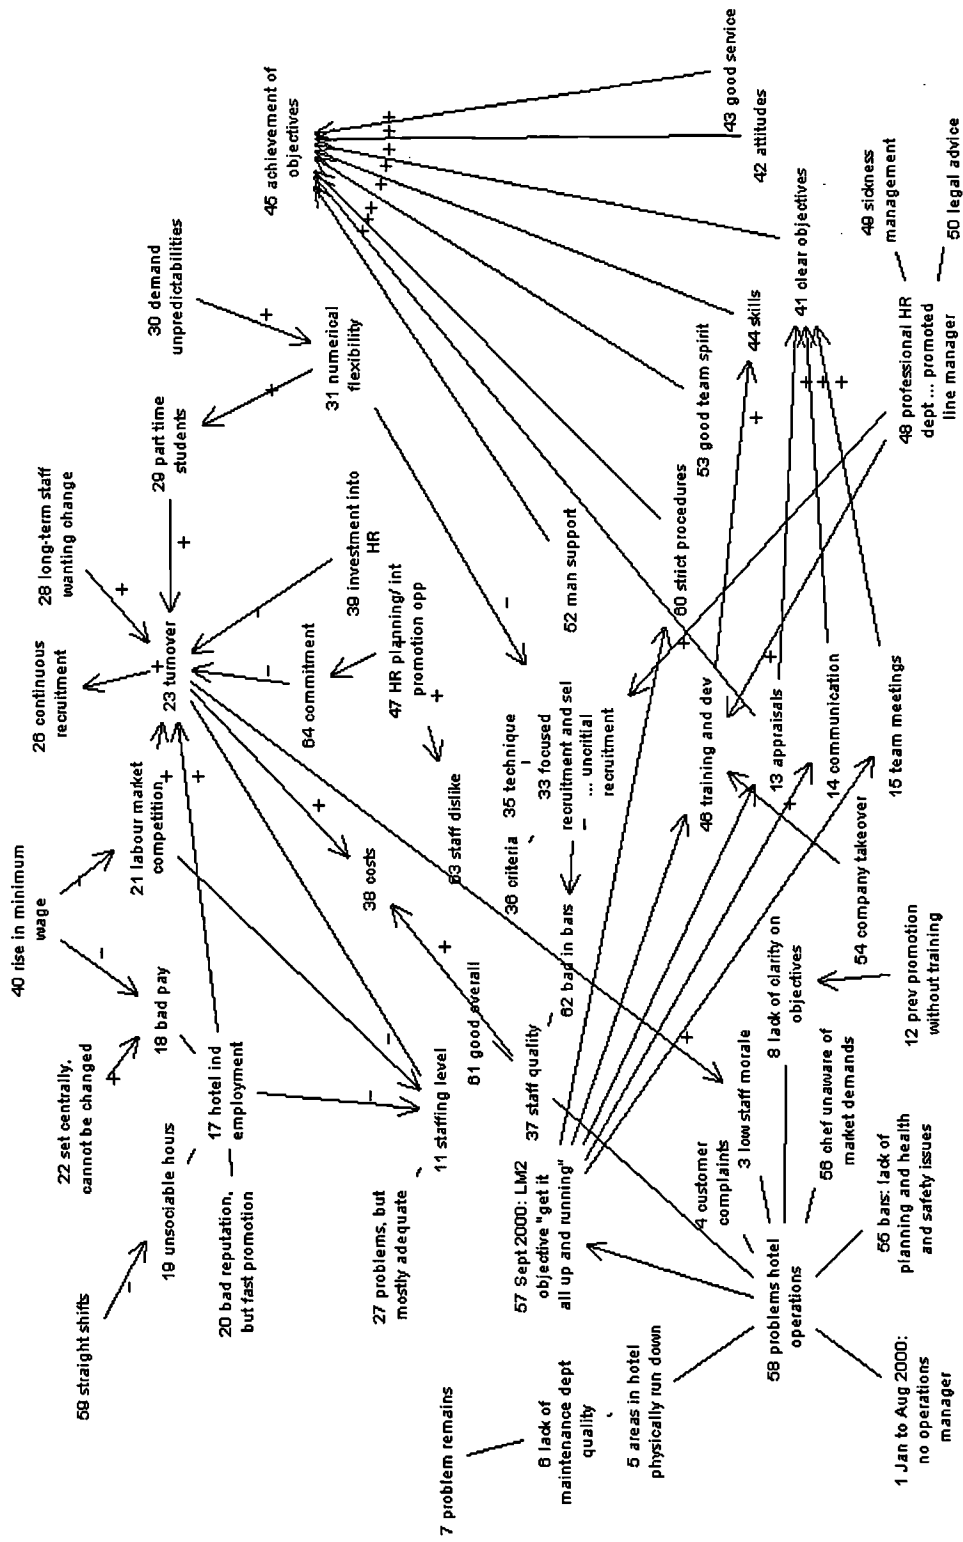 40 rise in minimum
wage
26 continuous
recruitment
28 long-term staff
wanting change
22 set centrally,
cannot be changed
59 straight shifts
18 bad pay
21 labour market
competition
23 turnover
29 part time
students
30 demand
unpredictabilities
19 unsociable hours
17 hotel ind
employment
20 bad reputation,
but fast promotion
45 achievement of
objectives
64 commitment
39 investment into
HR
31 numerical
flexibility
38 costs
47 HR planning/ int
promotion opp
27 problems, but
mostly adequate
11 staffing level
63 staff dislike
61 good overall
7 problem remains
36 criteria
35 technique
33 focused
recruitment and sel
... uncritial
recruitment
52 man support
57 Sept 2000: LM2
objective "get it
all up and running"
37 staff quality
62 bad in bars
6 lack of
maintenance dept
quality
5 areas in hotel
physically run down
60 strict procedures
53 good team spirit
44 skills
43 good service
42 attitudes
46 training and dev
13 appraisals
41 clear objectives
4 customer
complaints
3 low staff morale
8 lack of clarity on
objectives
58 problems hotel
operations
56 chef unaware of
market demands
14 communication
54 company takeover
15 team meetings
49 sickness
management
48 professional HR
dept ... promoted
line manager
50 legal advice
55 bars: lack of
planning and health
and safety issues
12 prev promotion
without training
1 Jan to Aug 2000:
no operations
manager